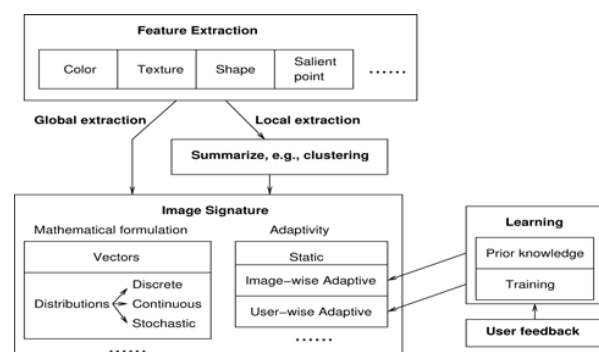 Feature Extraction
Color
Texture
Shape
Salient
point
......
Global extraction
Local extraction
Summarize, e.g., clustering
Image Signature
Mathematical formulation
Adaptivity
Vectors
Distributions
Discrete
Continuous
Stochastic
......
Static
Image-wise Adaptive
User-wise Adaptive
......
Learning
Prior knowledge
Training
User feedback